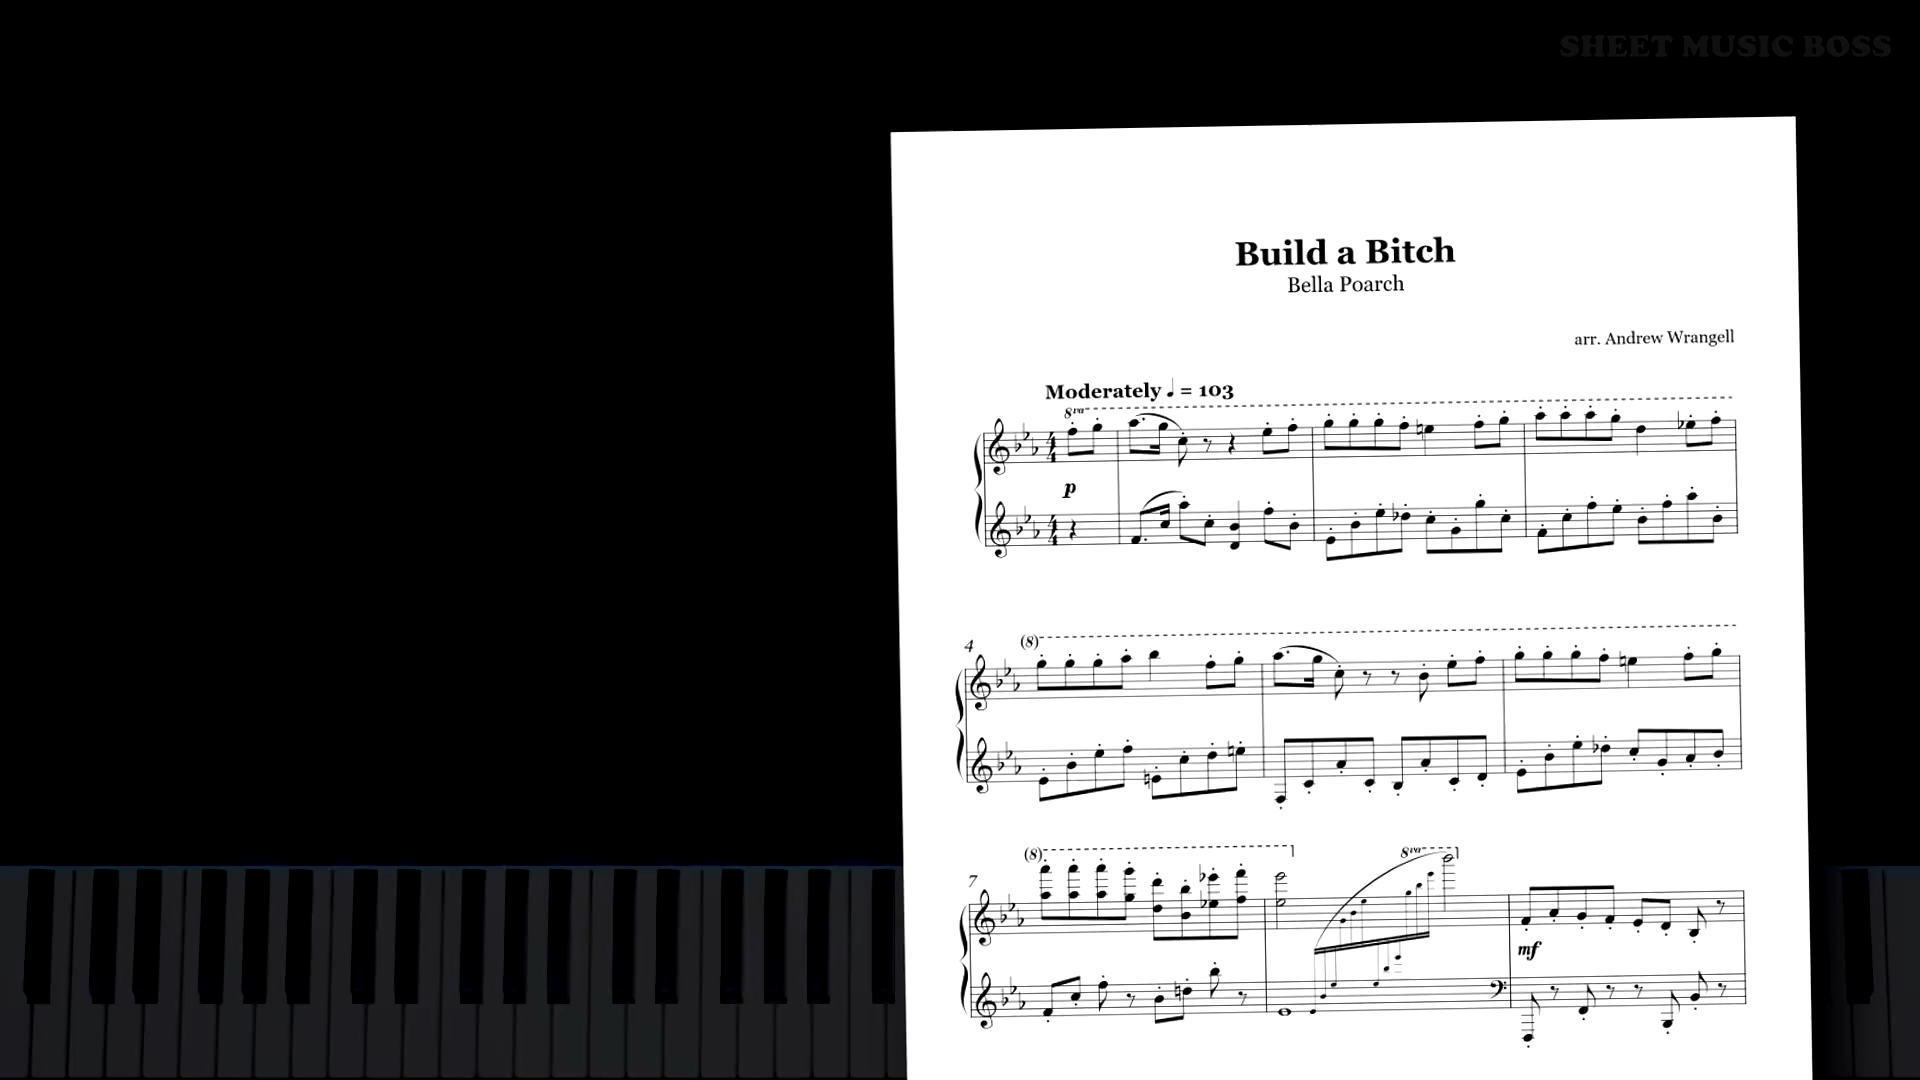 SHEET MUSIC BOSS
Build a Bitch
Bella Poarch
arr. Andrew Wrangell
Moderately ♩ = 103
8va
p
4
(8)
(8)
8va
7
mf